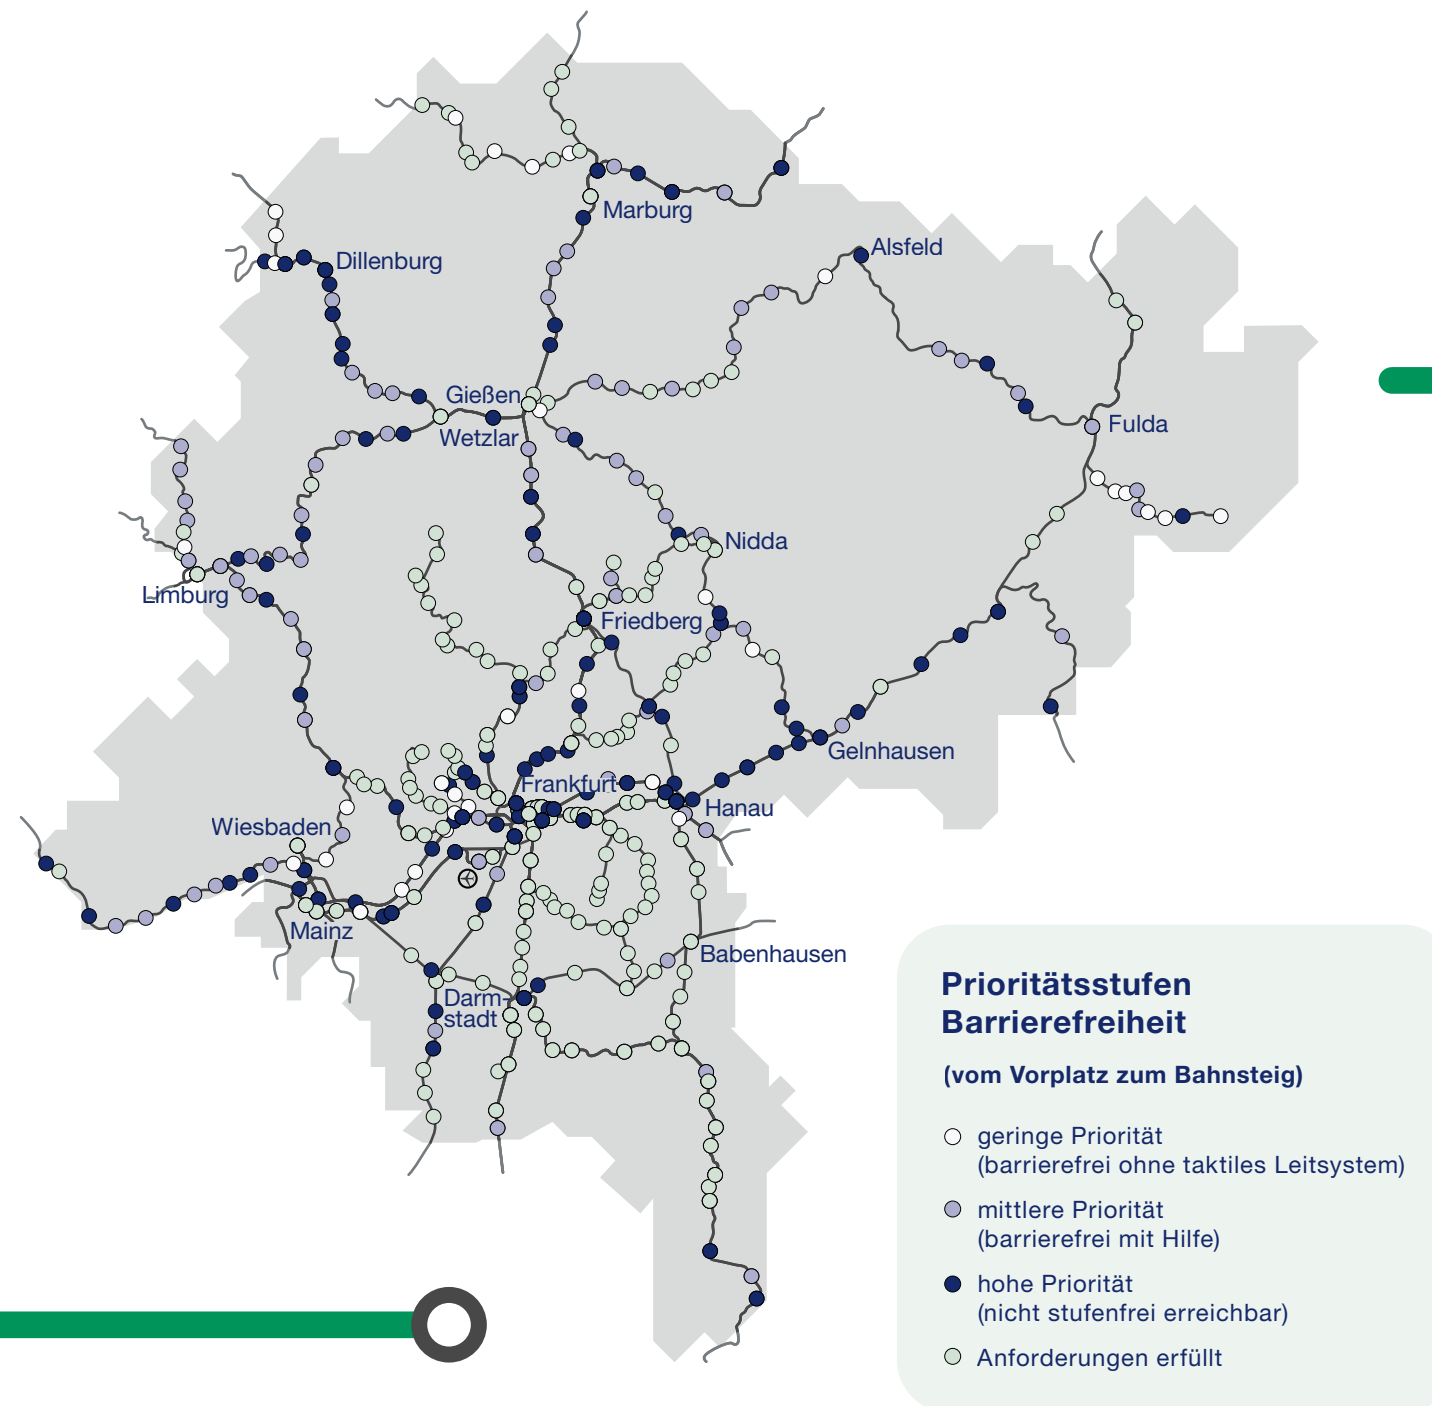 Marburg
Alsfeld
Dillenburg
Gießen
Wetzlar
Fulda
Nidda
Limburg
Friedberg
Gelnhausen
Frankfurt
Hanau
Wiesbaden
Mainz
Babenhausen
Darm-
stadt
Prioritätsstufen
Barrierefreiheit
(vom Vorplatz zum Bahnsteig)
geringe Priorität
(barrierefrei ohne taktiles Leitsystem)
mittlere Priorität
(barrierefrei mit Hilfe)
hohe Priorität
(nicht stufenfrei erreichbar)
Anforderungen erfüllt